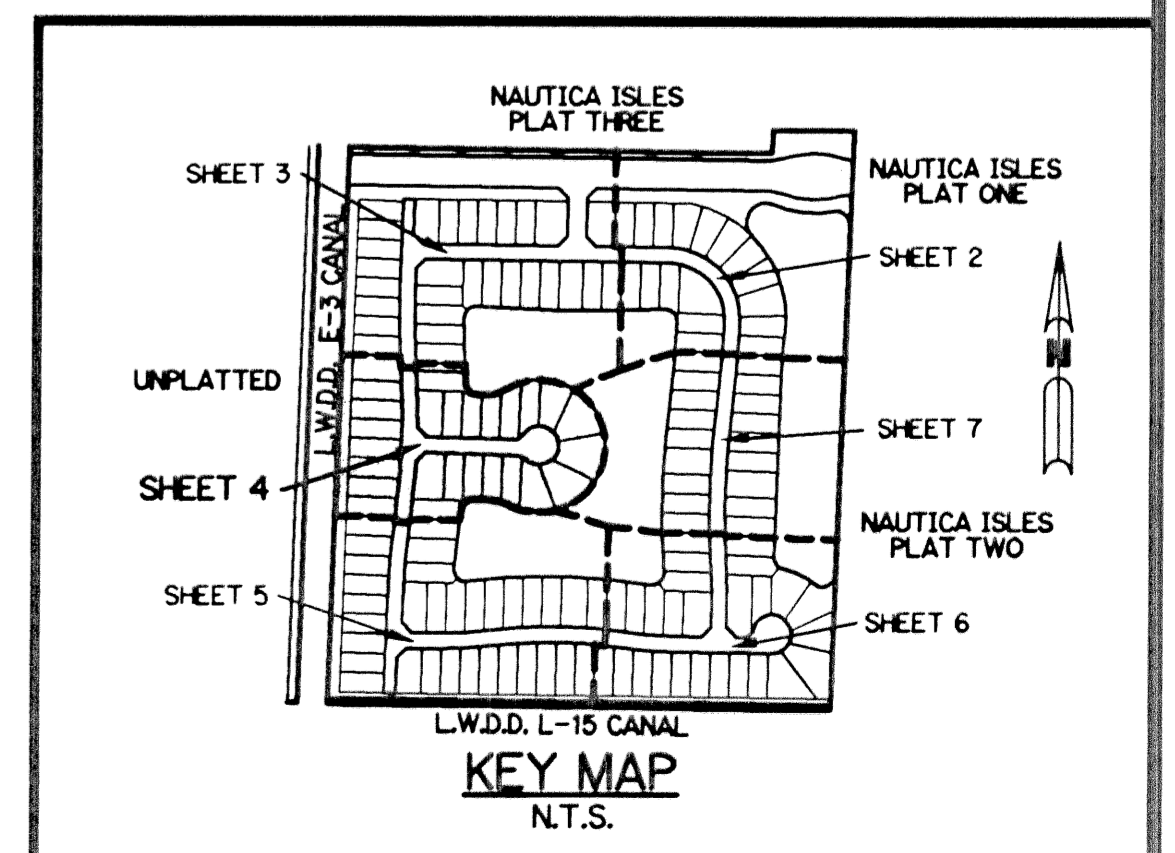 NAUTICA ISLES
PLAT THREE
SHEET 3
NAUTICA ISLES
PLAT ONE
L.W.D.D. E-3 CANAL
SHEET 2
N
UNPLATTED
SHEET 7
SHEET 4
NAUTICA ISLES
PLAT TWO
SHEET 5
SHEET 6
L.W.D.D. L-15 CANAL
KEY MAP
N.T.S.